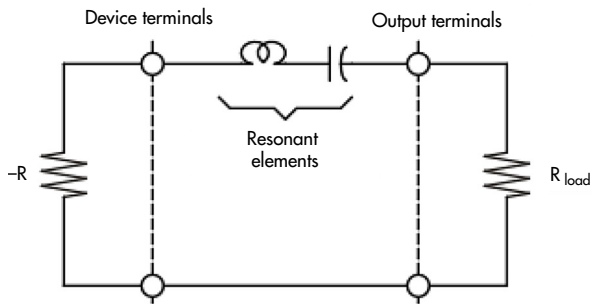 Device terminals
Output terminals
Resonant
elements
–R
R load